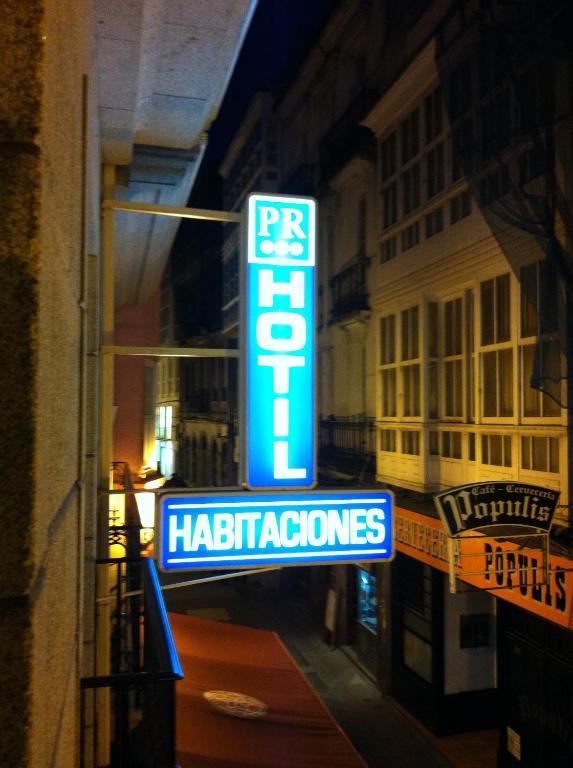 PR
HOTIL
HABITACIONES
Café - Cervecería
Populis
POPULIS